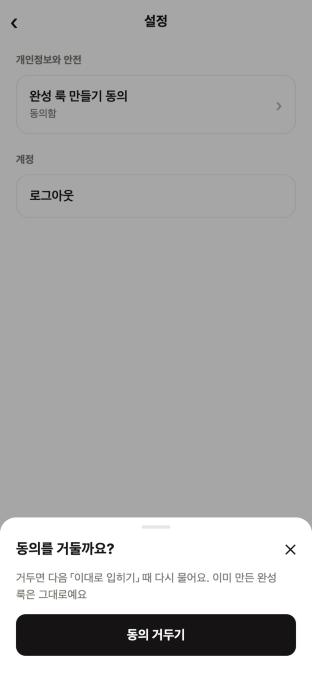 설정
개인정보와 안전
완성 룩 만들기 동의
동의함
계정
로그아웃
동의를 거둘까요?
거두면 다음 「이대로 입히기」 때 다시 물어요. 이미 만든 완성
룩은 그대로예요
동의 거두기